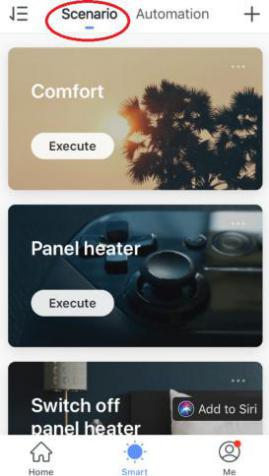 Scenario Automation
Comfort
Execute
Panel heater
Execute
Switch off
panel heater
Add to Siri
Home Smart Me